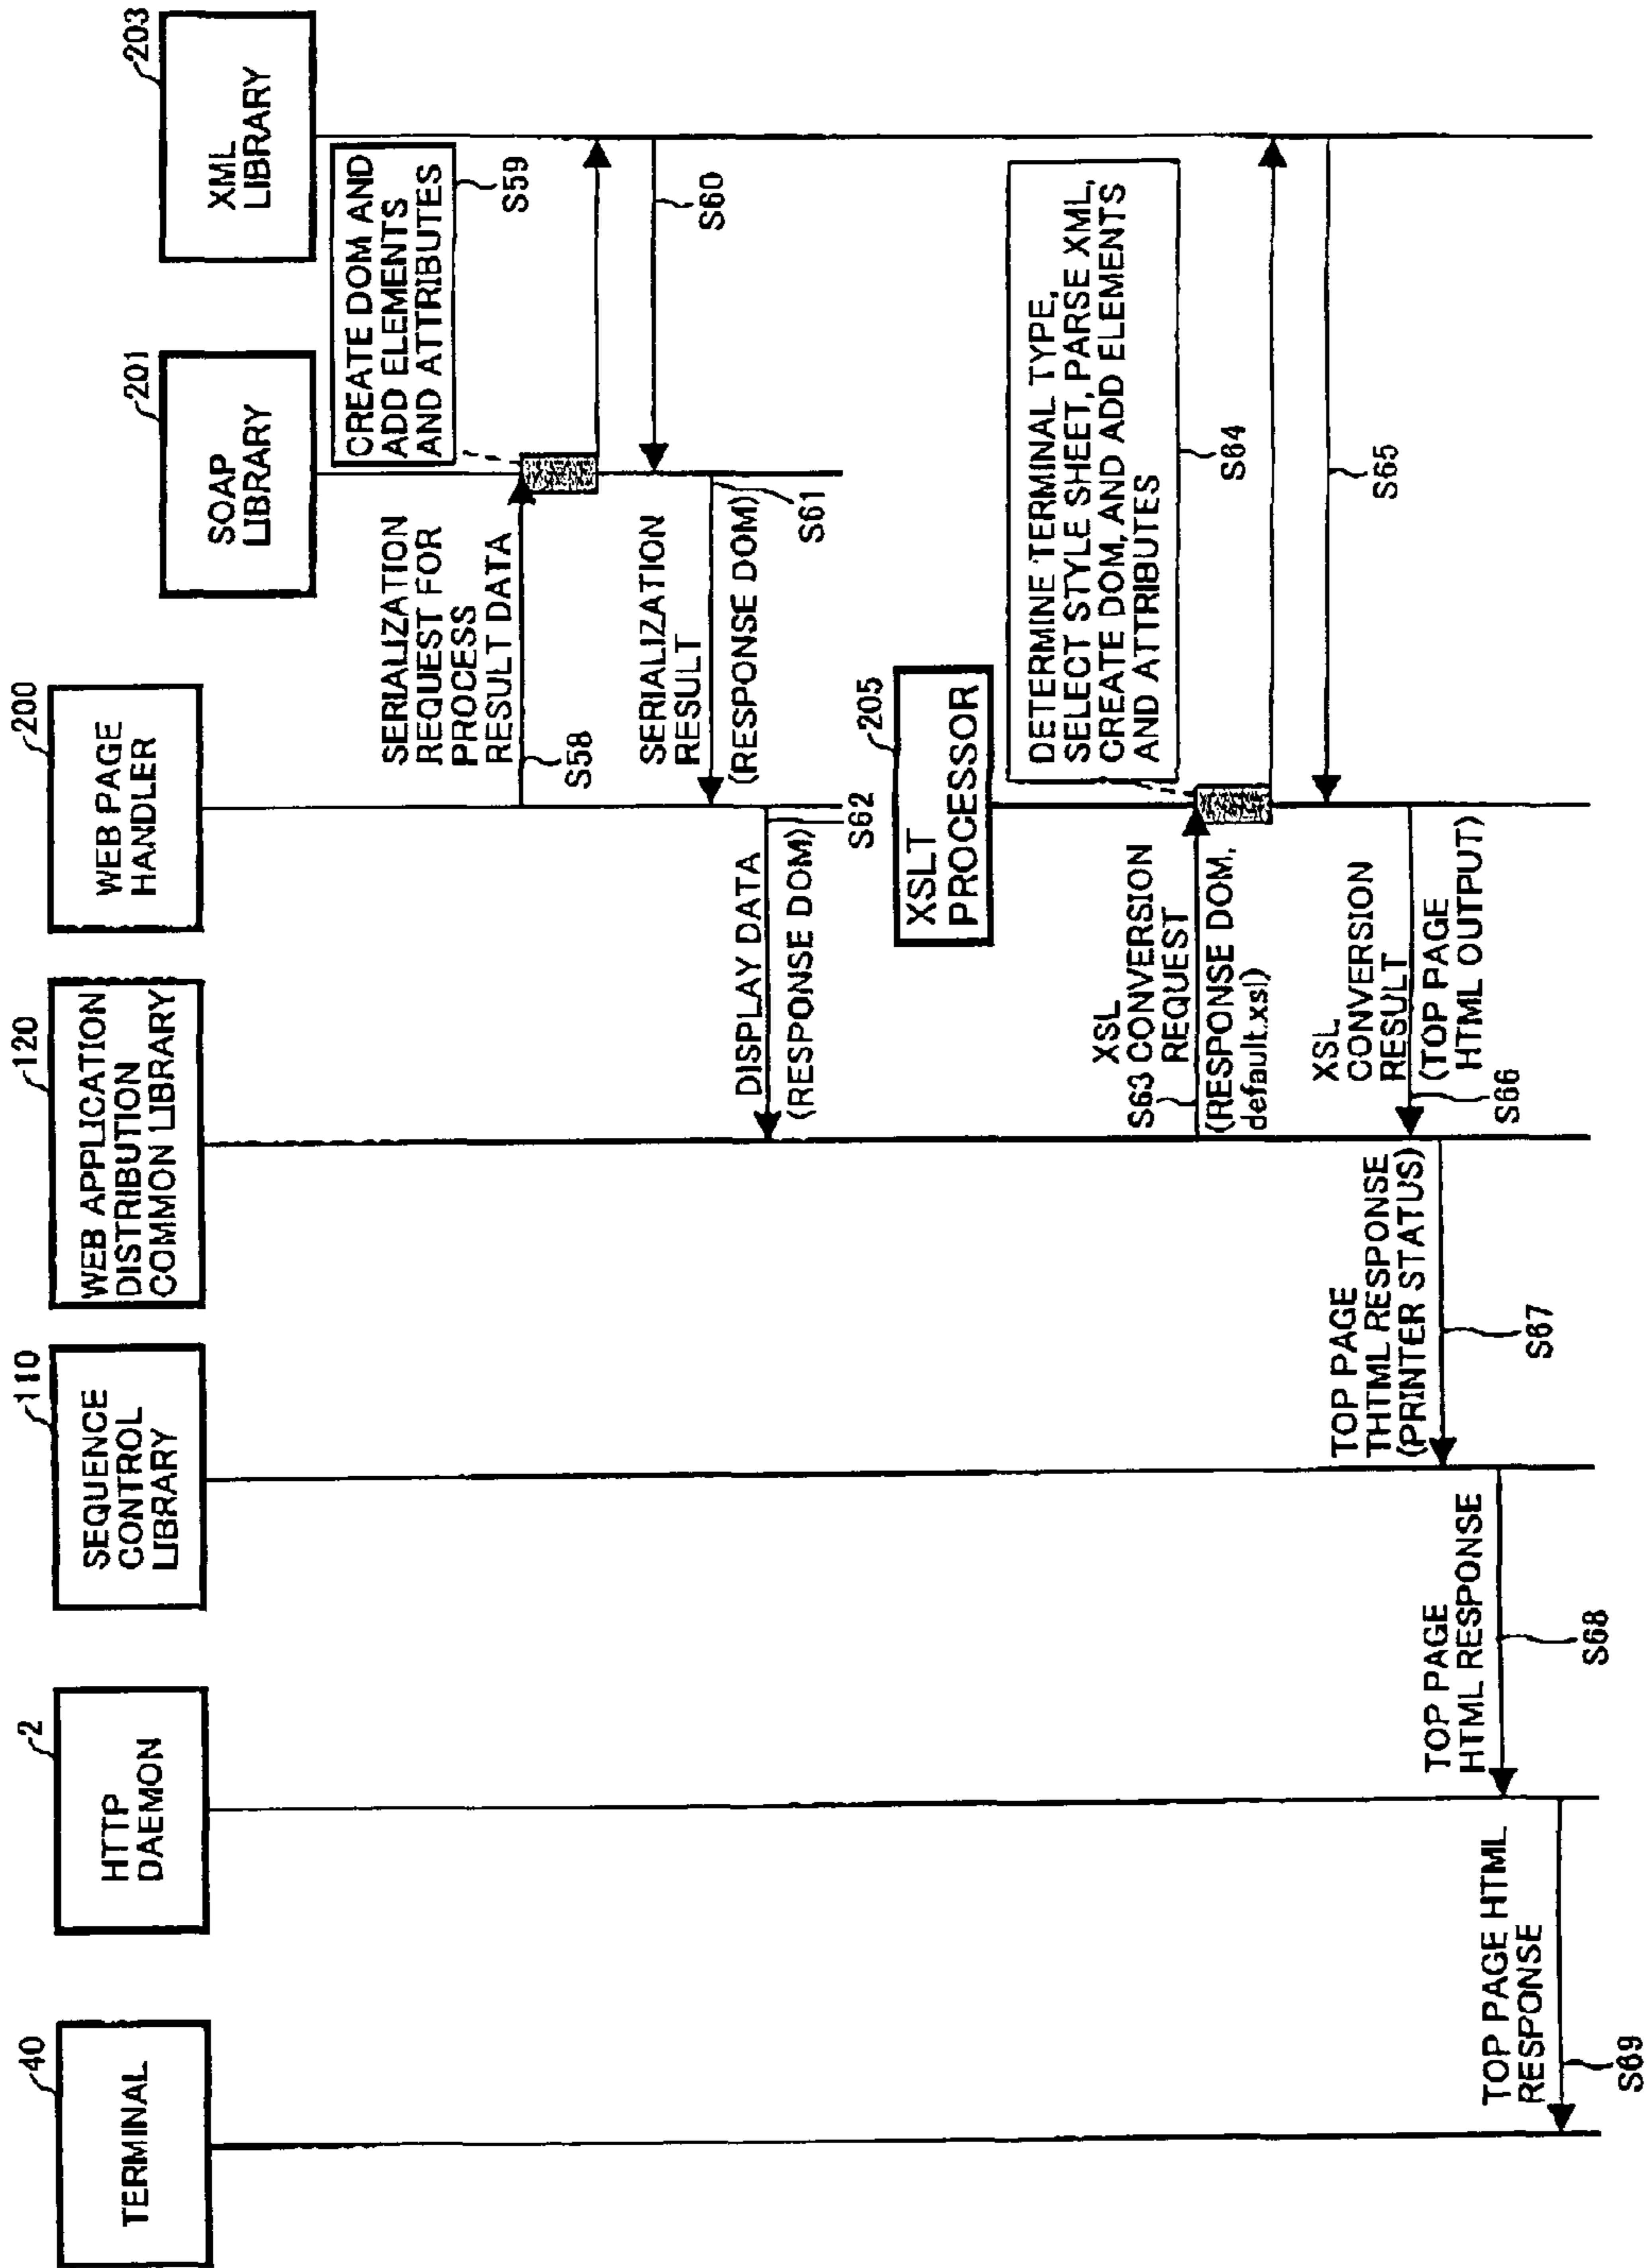 40
TERMINAL
2
HTTP
DAEMON
110
SEQUENCE
CONTROL
LIBRARY
120
WEB APPLICATION
DISTRIBUTION
COMMON LIBRARY
200
WEB PAGE
HANDLER
201
SOAP
LIBRARY
203
XML
LIBRARY
CREATE DOM AND
ADD ELEMENTS
AND ATTRIBUTES
S59
SERIALIZATION
REQUEST FOR
PROCESS
RESULT DATA
S58
S60
SERIALIZATION
RESULT
(RESPONSE DOM)
S61
DISPLAY DATA
(RESPONSE DOM)
S62
XSLT
PROCESSOR
205
DETERMINE TERMINAL TYPE,
SELECT STYLE SHEET, PARSE XML,
CREATE DOM, AND ADD ELEMENTS
AND ATTRIBUTES
S64
XSL
S63 CONVERSION
REQUEST
(RESPONSE DOM,
default.xsl)
S65
XSL
CONVERSION
RESULT
(TOP PAGE
HTML OUTPUT)
S66
TOP PAGE
THTML RESPONSE
(PRINTER STATUS)
S67
TOP PAGE
HTML RESPONSE
S68
TOP PAGE HTML
RESPONSE
S69